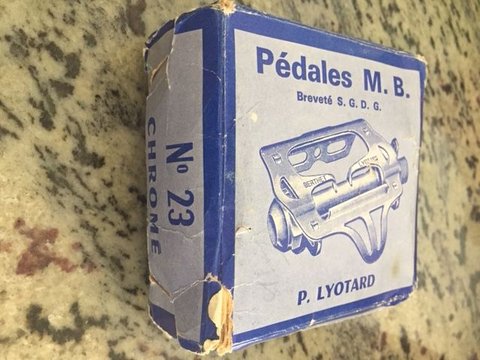 Pédales M. B.
Breveté S. G. D. G.
BERTHET
LYOTARD
P. LYOTARD
No 23
CHROME